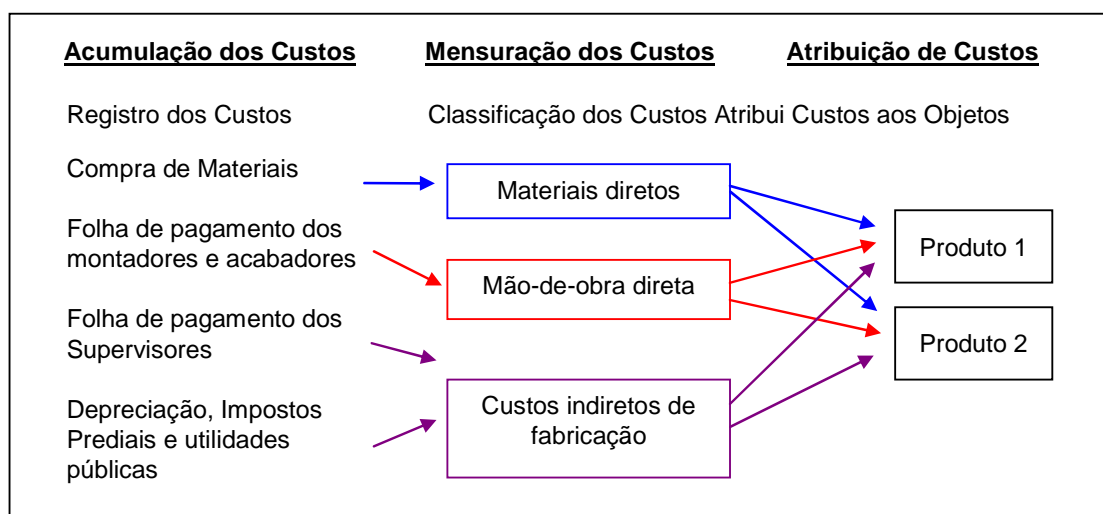 Acumulação dos Custos Mensuração dos Custos Atribuição de Custos
Registro dos Custos Classificação dos Custos Atribui Custos aos Objetos
Compra de Materiais
Materiais diretos
Folha de pagamento dos
montadores e acabadores
Mão-de-obra direta
Produto 1
Folha de pagamento dos
Supervisores
Produto 2
Depreciação, Impostos
Prediais e utilidades
públicas
Custos indiretos de
fabricação